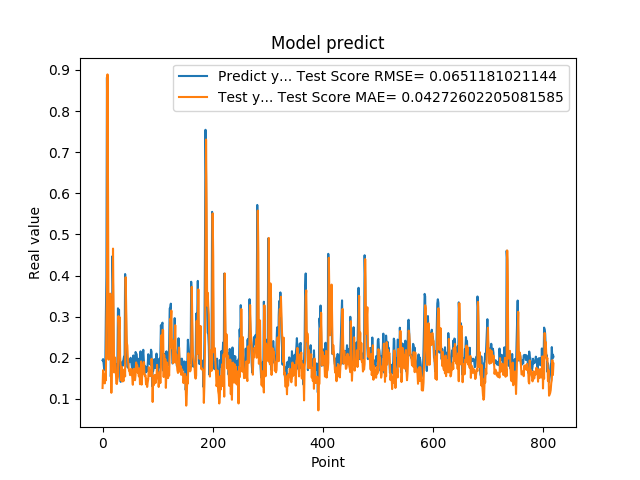 Model predict
Predict y... Test Score RMSE= 0.0651181021144
Test y... Test Score MAE= 0.04272602205081585
0.9
0.8
0.7
0.6
0.5
0.4
0.3
0.2
0.1
Real value
0 200 400 600 800
Point